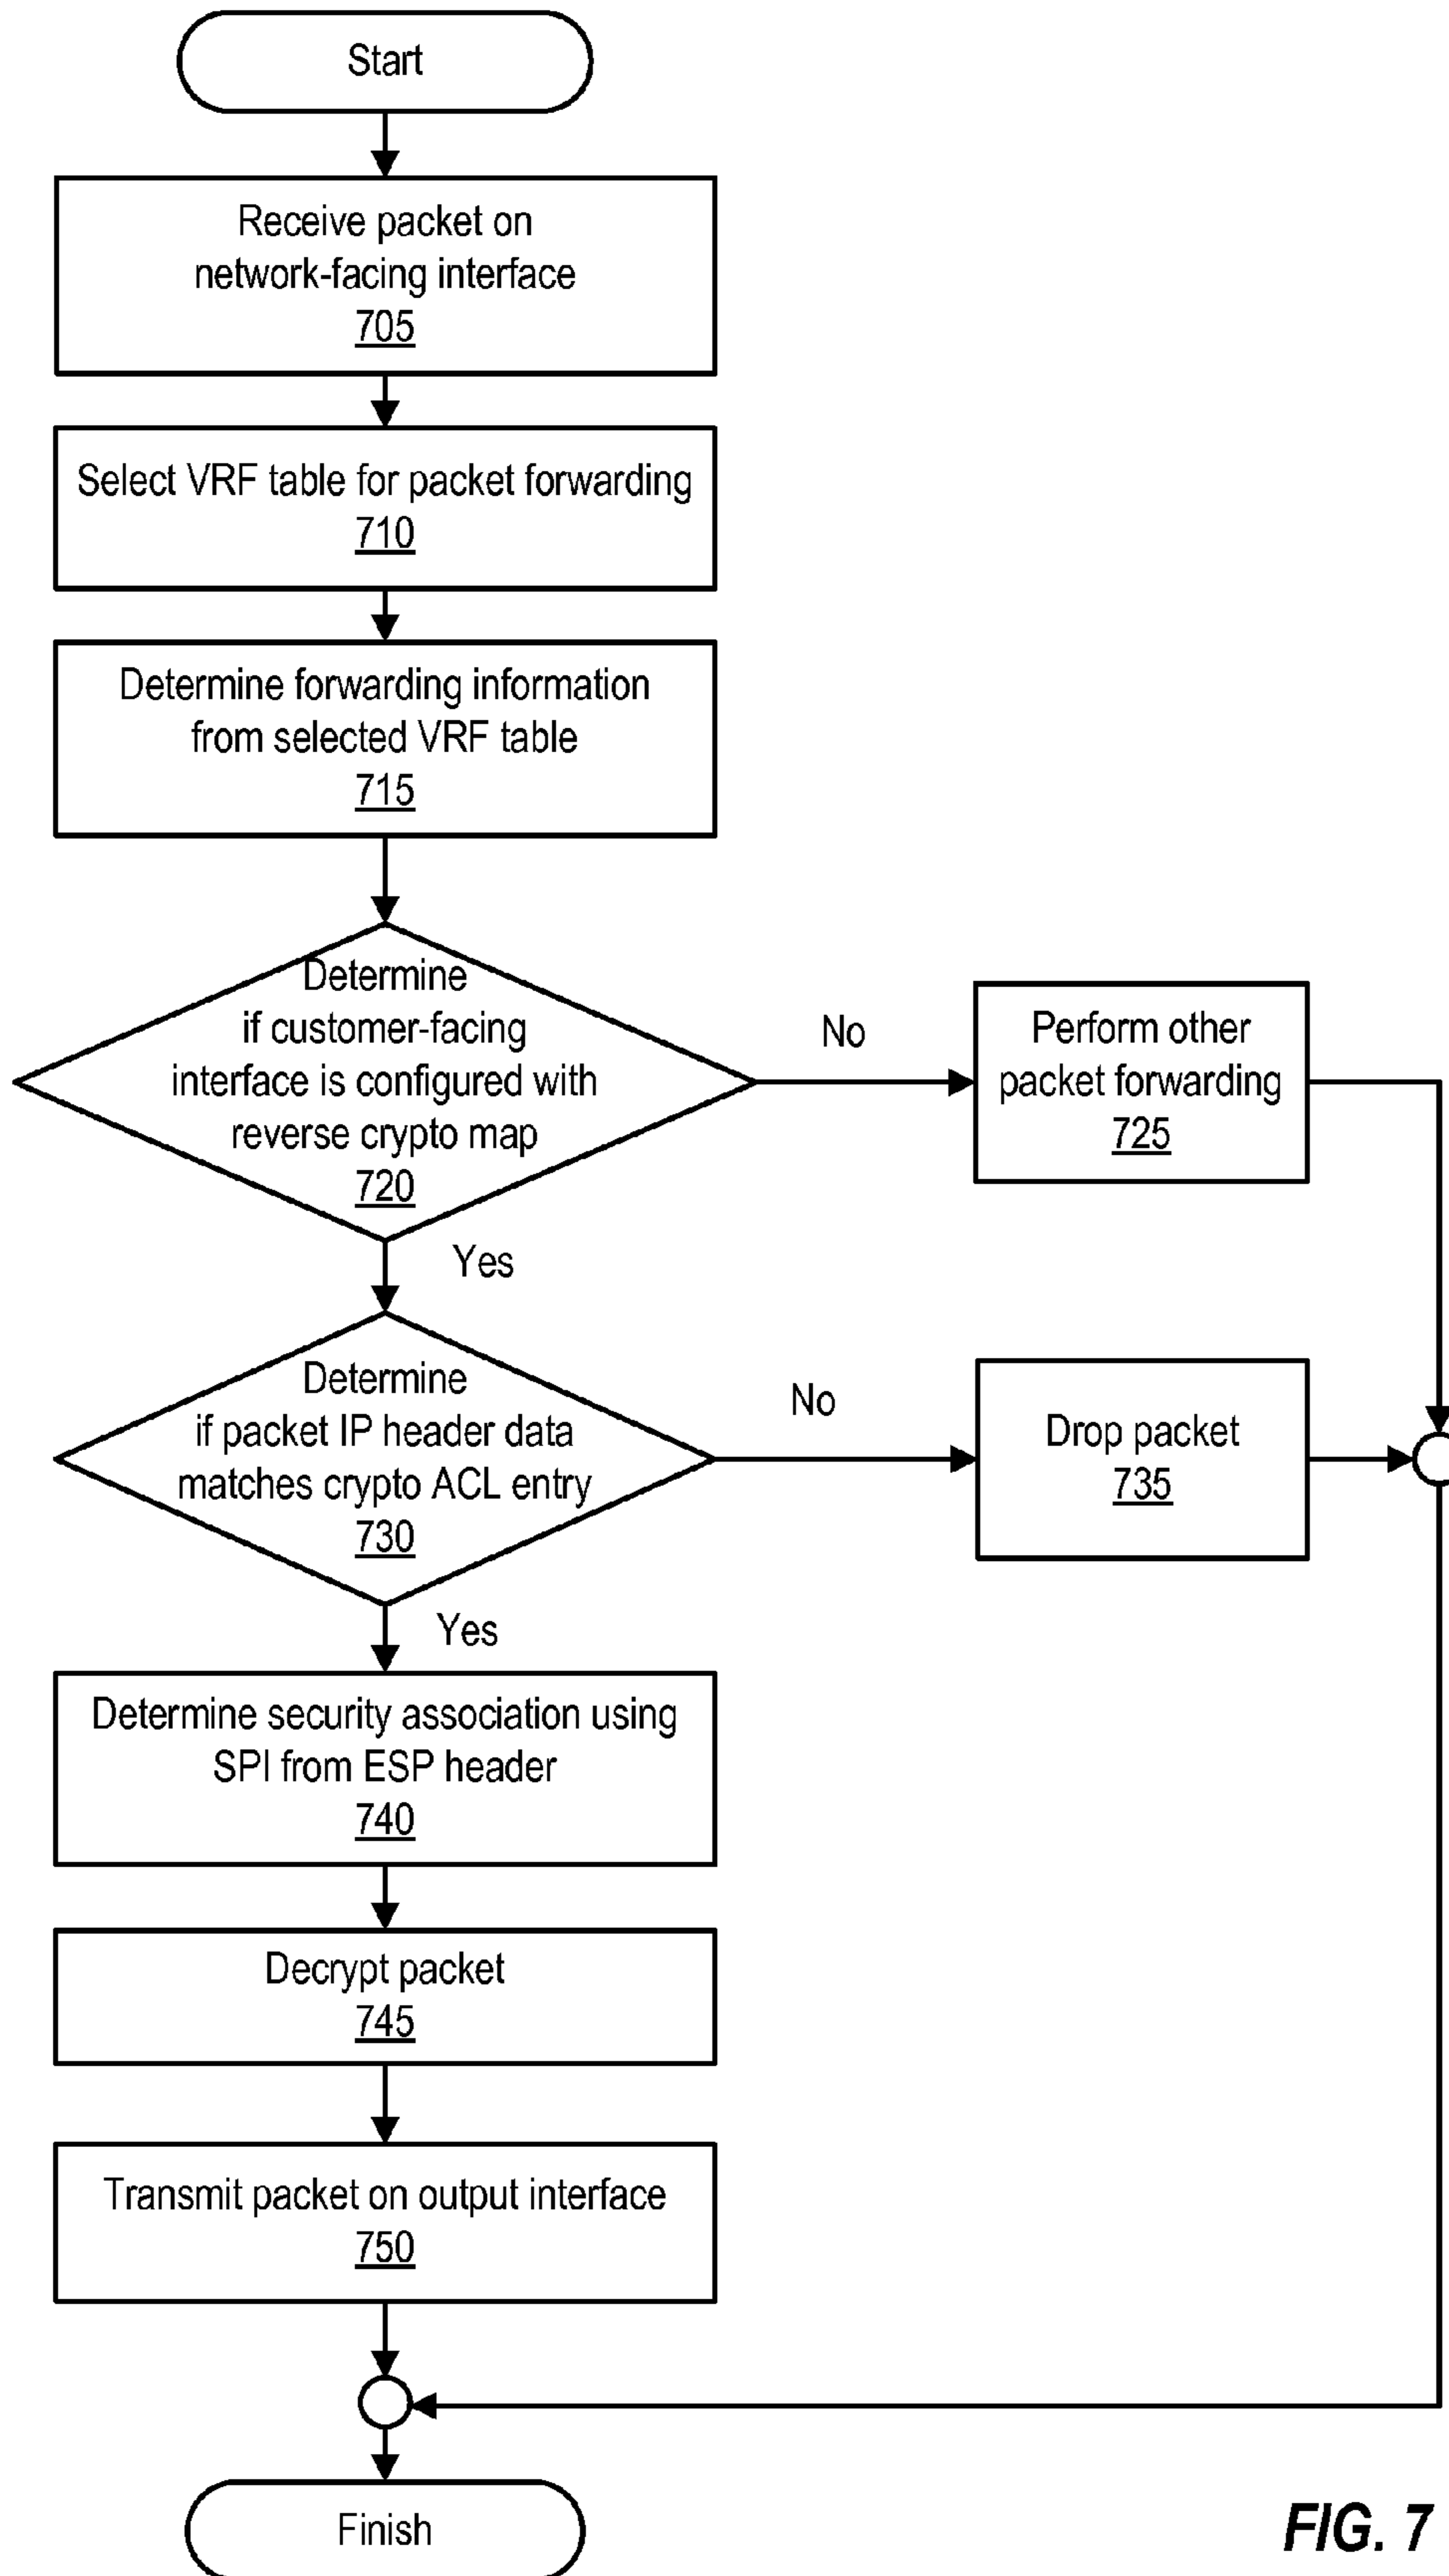 Start
Receive packet on
network-facing interface
705
Select VRF table for packet forwarding
710
Determine forwarding information
from selected VRF table
715
Determine
if customer-facing
interface is configured with
reverse crypto map
720
No
Perform other
packet forwarding
725
Yes
Determine
if packet IP header data
matches crypto ACL entry
730
No
Drop packet
735
Yes
Determine security association using
SPI from ESP header
740
Decrypt packet
745
Transmit packet on output interface
750
Finish
FIG. 7